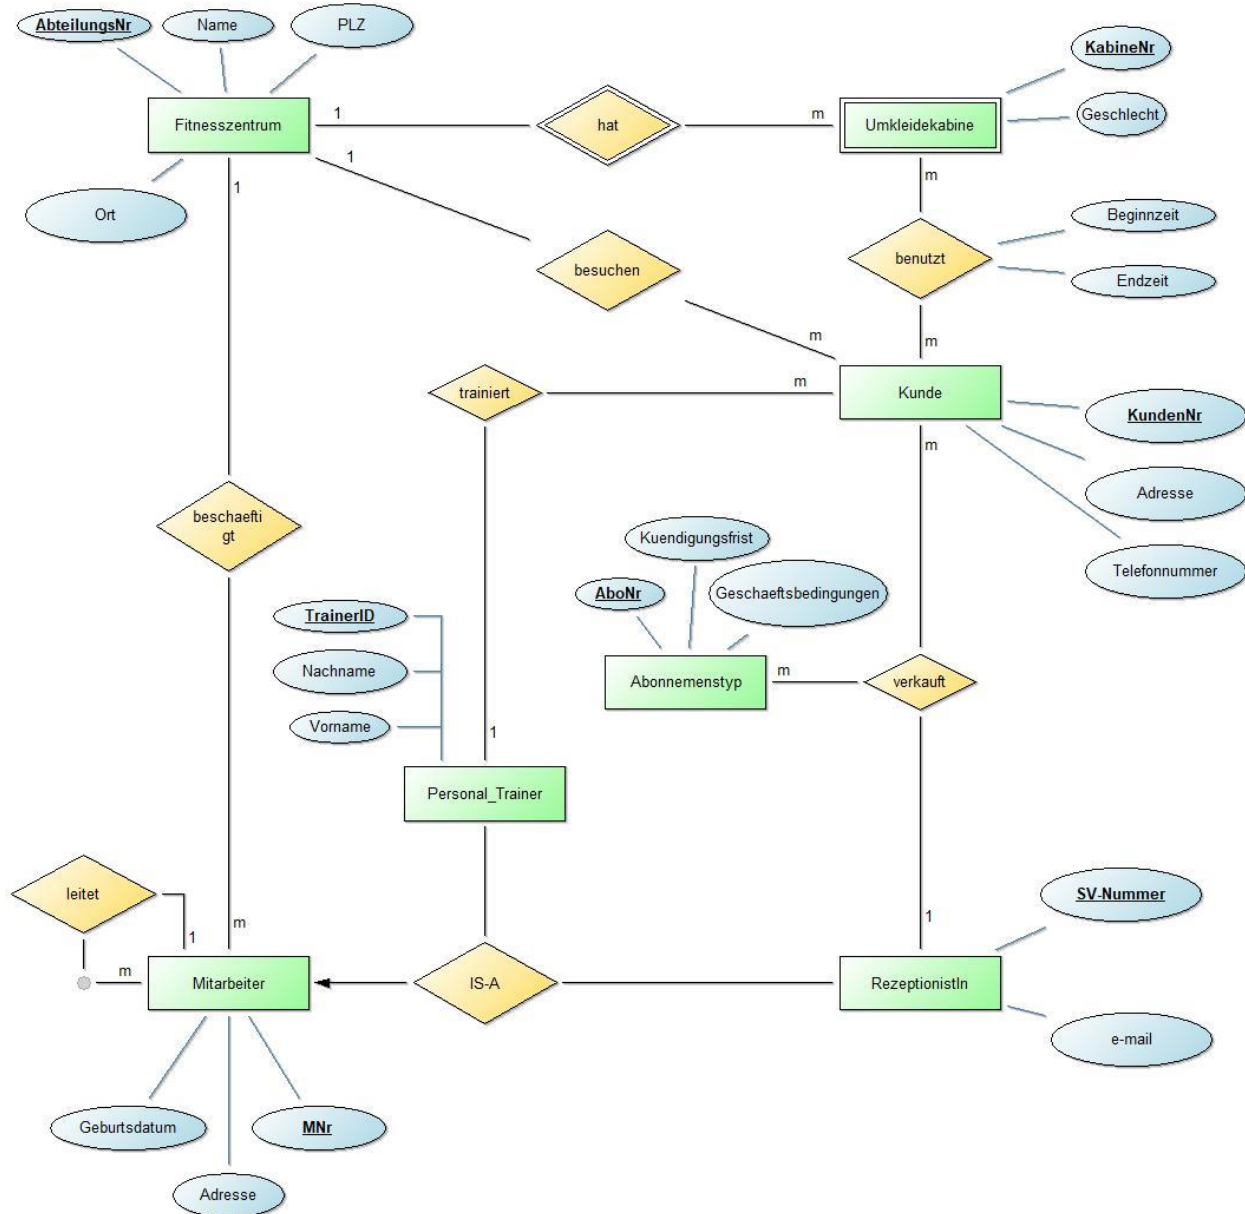 AbteilungsNr
Name
PLZ
KabineNr
Fitnesszentrum
1
hat
m
Umkleidekabine
Geschlecht
1
1
m
Ort
Beginnzeit
besuchen
benutzt
Endzeit
m
m
trainiert
m
Kunde
KundenNr
m
Adresse
beschaefti
gt
Kuendigungsfrist
Telefonnummer
AboNr
Geschaeftsbedingungen
TrainerID
Nachname
Abonnemenstyp
m
verkauft
Vorname
1
Personal_Trainer
leitet
SV-Nummer
1
m
1
m
Mitarbeiter
IS-A
RezeptionistIn
e-mail
Geburtsdatum
MNr
Adresse